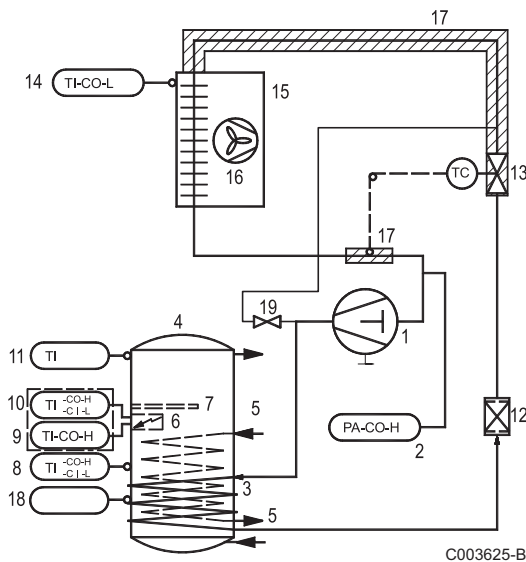 17
14
TI-CO-L
15
16
TC
13
17
19
4
1
11
TI
10
TI -CO-H
-C I -L
7
6
5
9
TI-CO-H
PA-CO-H
2
12
8
TI -CO-H
-C I -L
3
18
5
C003625-B